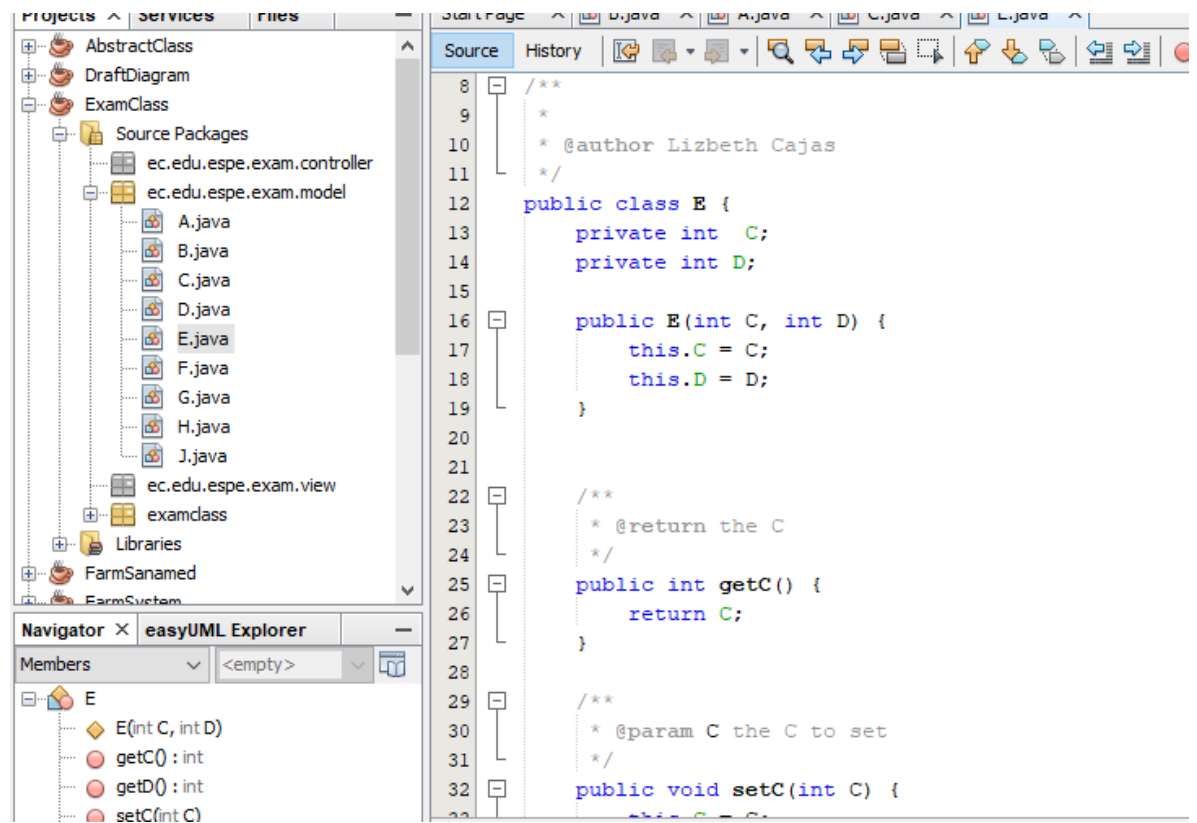 Projects Services Files
AbstractClass
DraftDiagram
ExamClass
Source Packages
ec.edu.espe.exam.controller
ec.edu.espe.exam.model
A.java
B.java
C.java
D.java
E.java
F.java
G.java
H.java
J.java
ec.edu.espe.exam.view
examclass
Libraries
FarmSanamed
FarmSystem
Navigator easyUML Explorer
Members <empty>
E
E(int C, int D)
getC() : int
getD() : int
setC(int C)
Start Page B.java A.java C.java E.java
Source History
8 /**
9 *
10 * @author Lizbeth Cajas
11 */
12 public class E {
13 private int  C;
14 private int D;
15
16 public E(int C, int D) {
17 this.C = C;
18 this.D = D;
19 }
20
21
22 /**
23 * @return the C
24 */
25 public int getC() {
26 return C;
27 }
28
29 /**
30 * @param C the C to set
31 */
32 public void setC(int C) {
33 this.C = C;